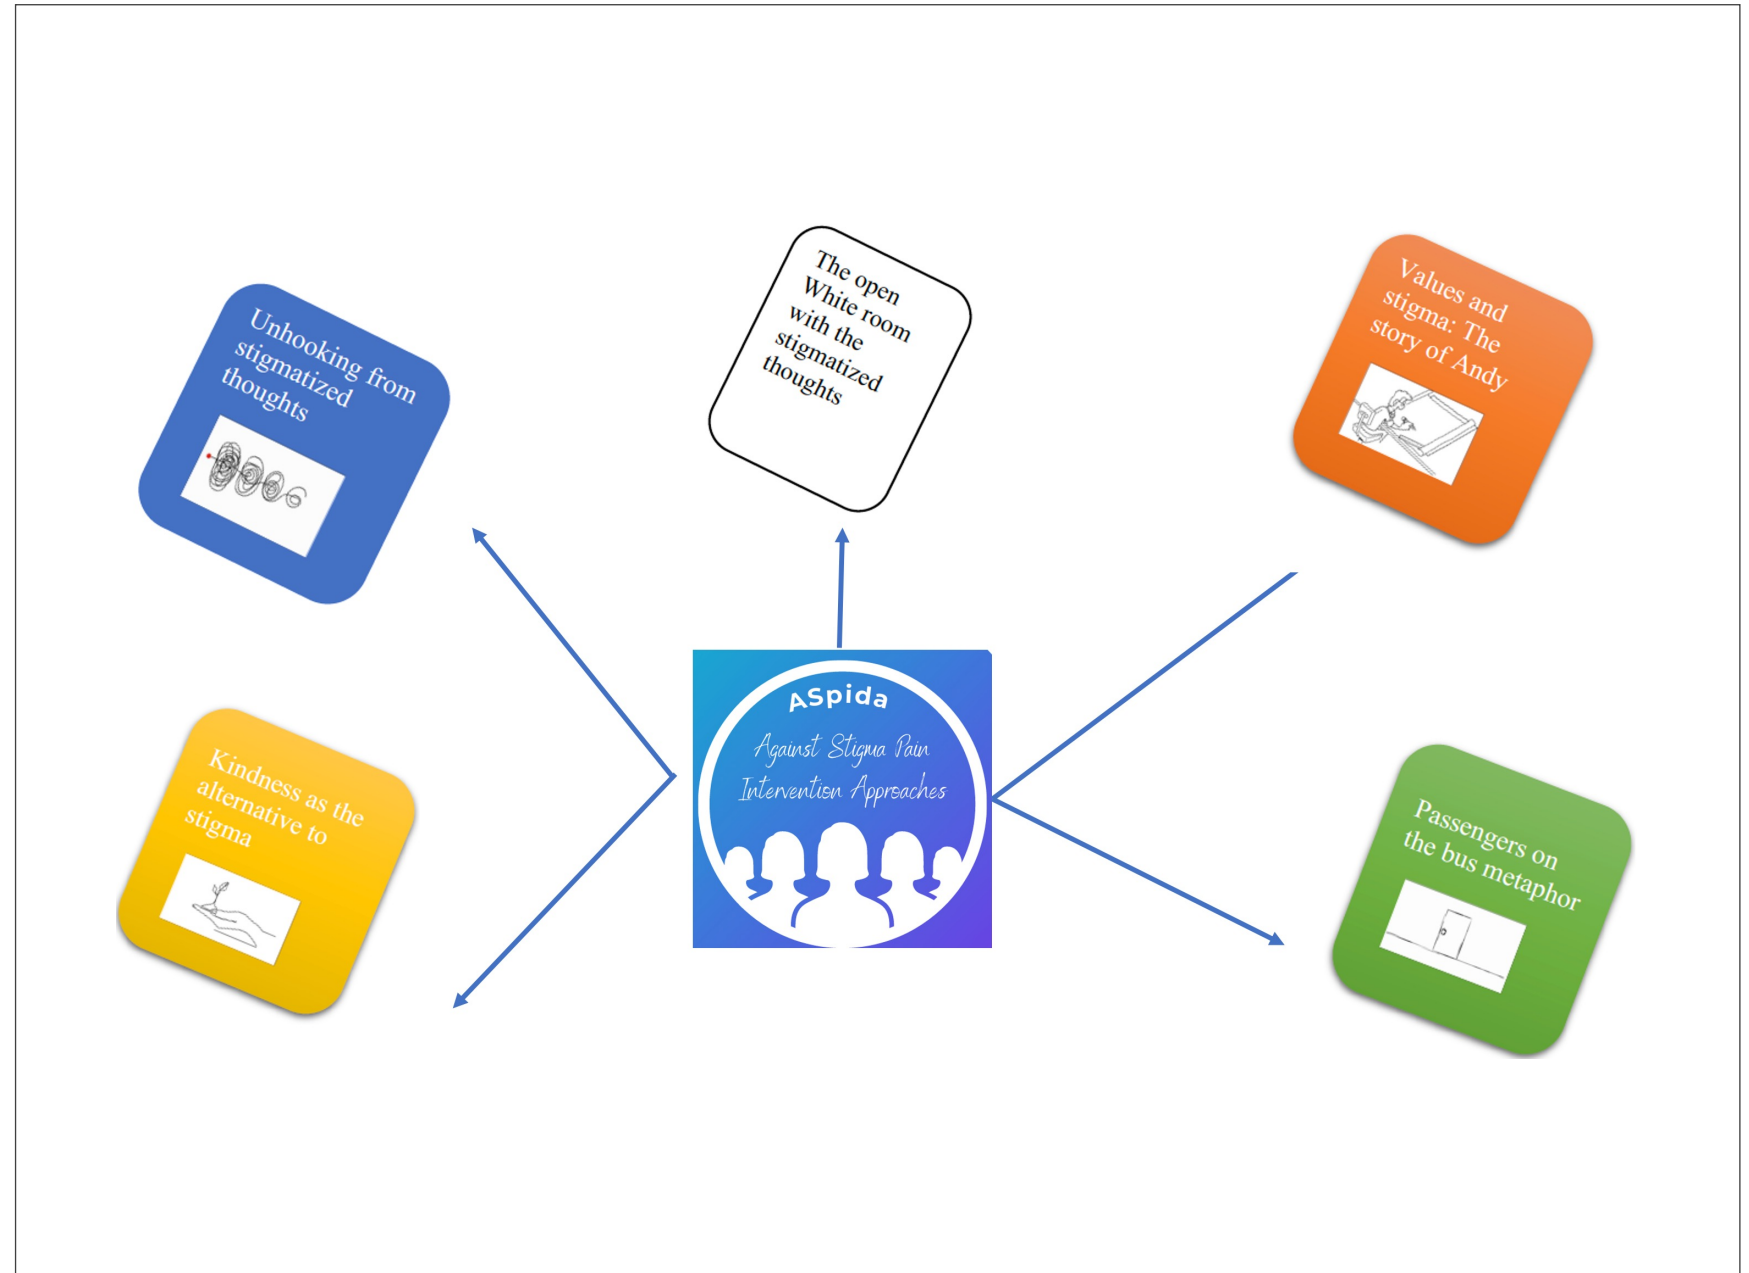 Unhooking from
stigmatized
thoughts
The open
White room
with the
stigmatized
thoughts
Values and
stigma: The
story of Andy
Kindness as the
alternative to
stigma
ASpida
Against Stigma Pain
Intervention Approaches
Passengers on
the bus metaphor